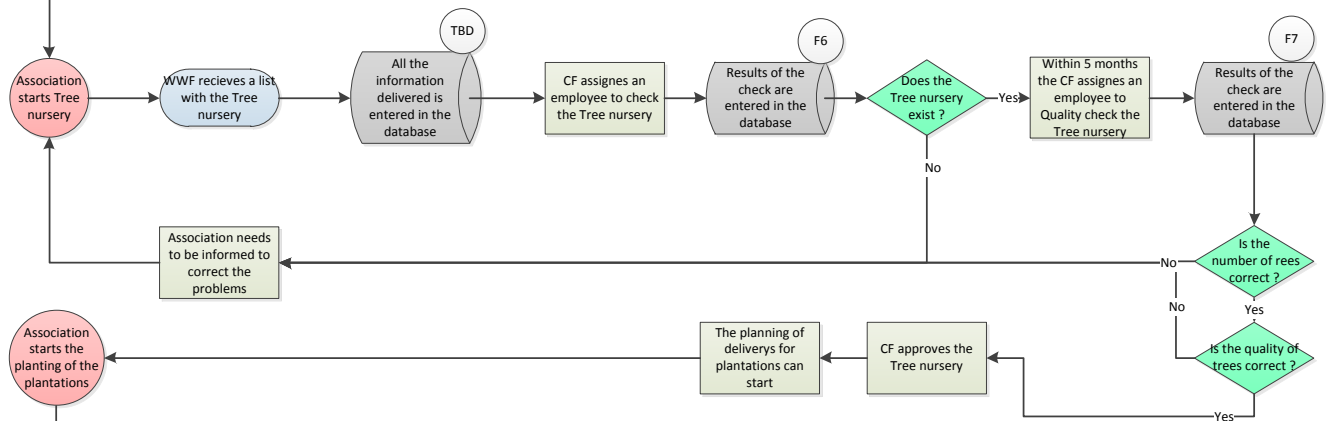 TBD
F6
F7
Association
starts Tree
nursery
WWF recieves a list
with the Tree
nursery
All the
information
delivered is
entered in the
database
CF assignes an
employee to check
the Tree nursery
Results of the
check are
entered in the
database
Does the
Tree nursery
exist ?
Yes
Within 5 months
the CF assignes an
employee to
Quality check the
Tree nursery
Results of the
check are
entered in the
database
No
Association needs
to be informed to
correct the
problems
No
Is the
number of rees
correct ?
No
Yes
Association
starts the
planting of the
plantations
The planning of
deliverys for
plantations can
start
CF approves the
Tree nursery
Is the quality of
trees correct ?
Yes